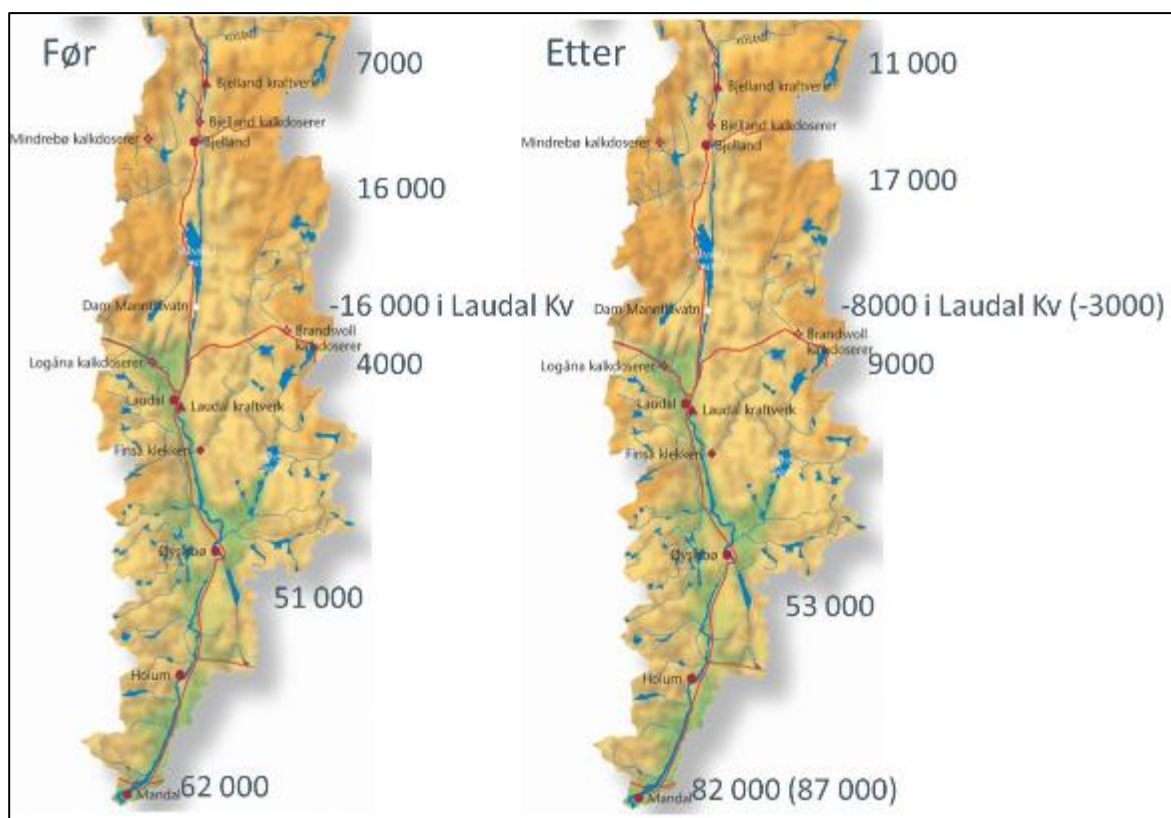 Før
7000
Bjelland kraftverk
Bjelland kalkdoserer
Mindrebø kalkdoserer
Bjelland
16 000
Dam Mannflåvatn
-16 000 i Laudal Kv
Brandsvoll
kalkdoserer
Logåna kalkdoserer
4000
Laudal
Laudal kraftverk
Finså klekkeri
Øyslebø
51 000
Holum
62 000
Mandal
Etter
11 000
Bjelland kraftverk
Bjelland kalkdoserer
Mindrebø kalkdoserer
Bjelland
17 000
Dam Mannflåvatn
-8000 i Laudal Kv (-3000)
Brandsvoll
kalkdoserer
Logåna kalkdoserer
9000
Laudal
Laudal kraftverk
Finså klekkeri
Øyslebø
53 000
Holum
82 000 (87 000)
Mandal